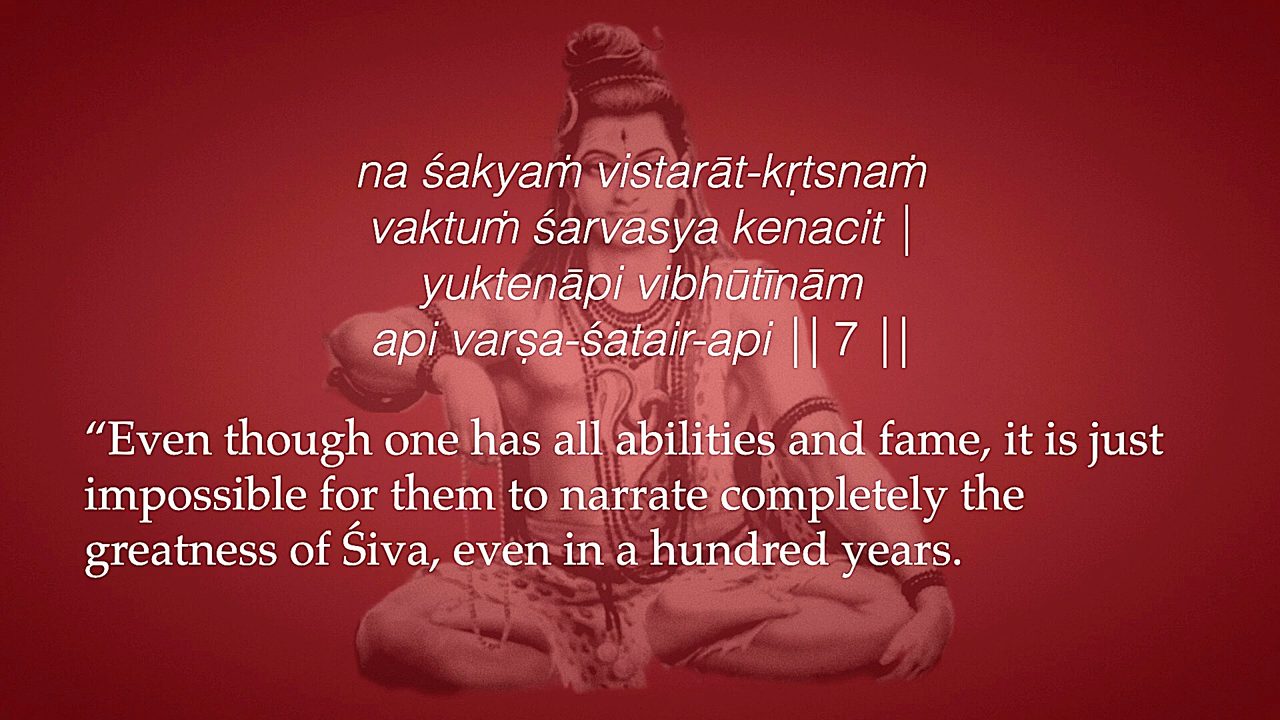 na śakyaṁ vistarāt-kṛtsnaṁ
vaktuṁ śarvasya kenacit |
yuktenāpi vibhūtīnām
api varṣa-śatair-api || 7 ||
“Even though one has all abilities and fame, it is just
impossible for them to narrate completely the
greatness of Śiva, even in a hundred years.